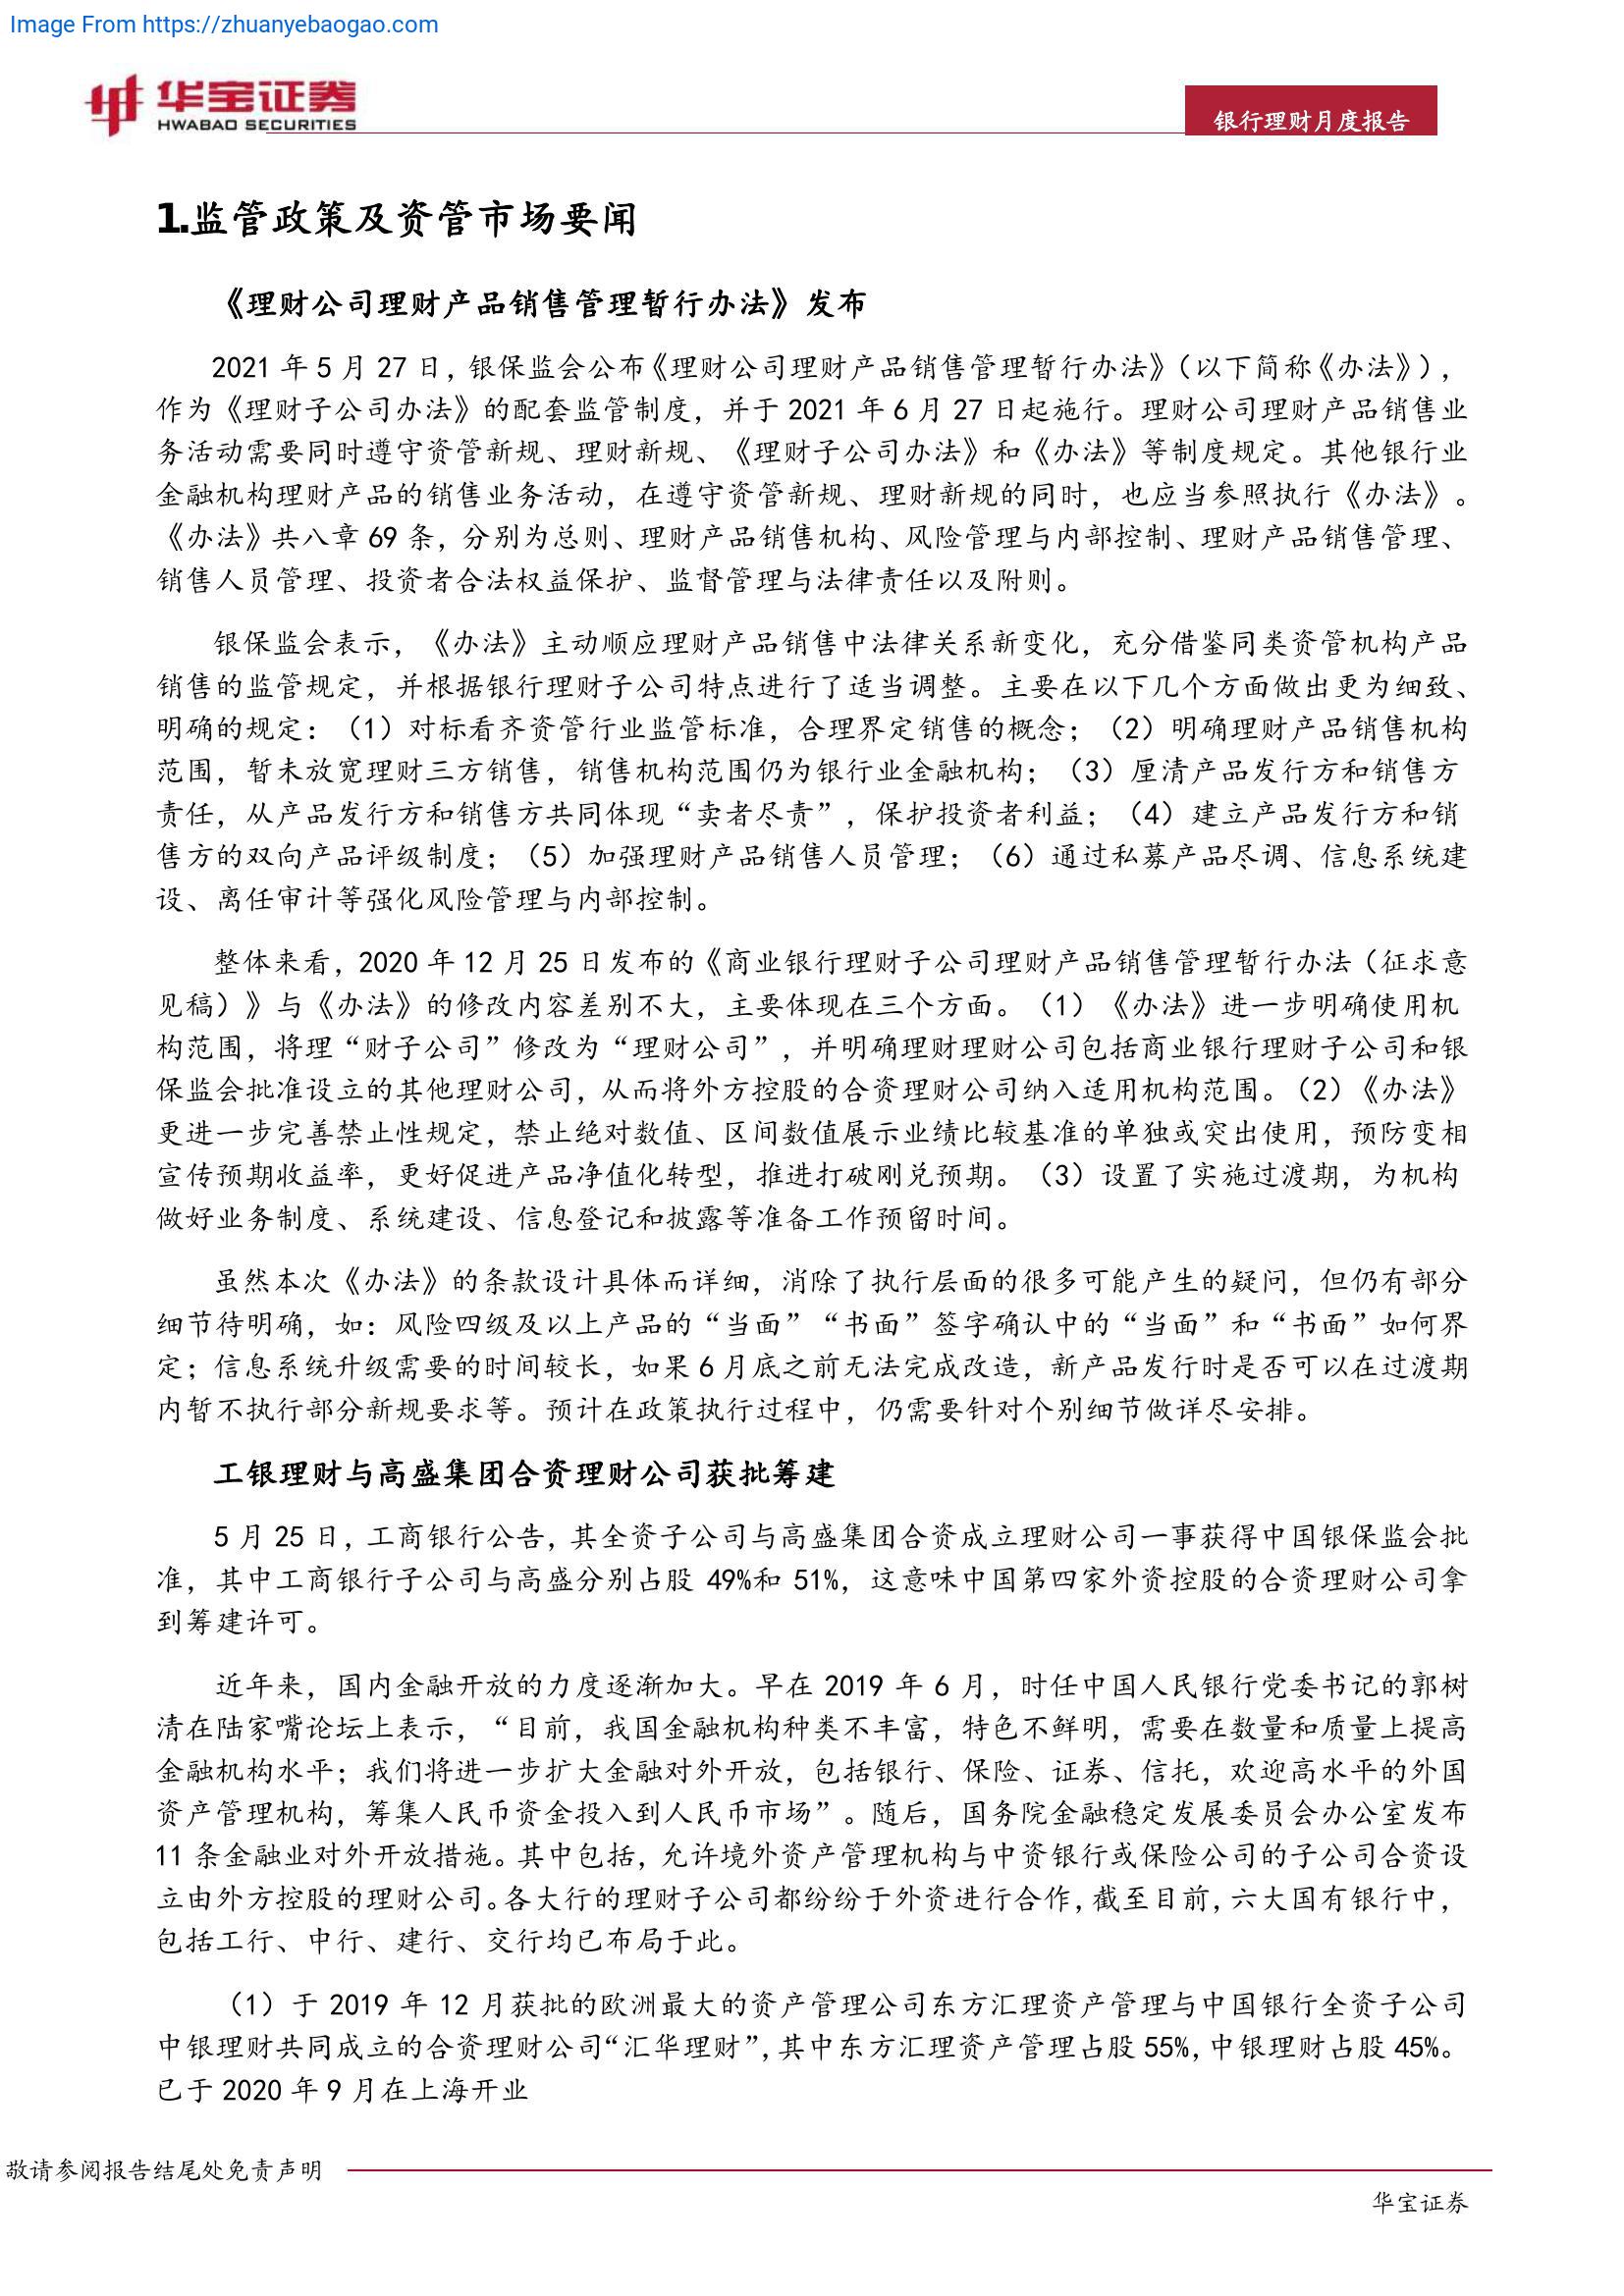 Image From https://zhuanyebaogao.com
华宝证券
HWABAO SECURITIES
银行理财月度报告
1.监管政策及资管市场要闻
《理财公司理财产品销售管理暂行办法》发布
2021 年 5 月 27 日，银保监会公布《理财公司理财产品销售管理暂行办法》（以下简称《办法》），
作为《理财子公司办法》的配套监管制度，并于 2021 年 6 月 27 日起施行。理财公司理财产品销售业
务活动需要同时遵守资管新规、理财新规、《理财子公司办法》和《办法》等制度规定。其他银行业
金融机构理财产品的销售业务活动，在遵守资管新规、理财新规的同时，也应当参照执行《办法》。
《办法》共八章 69 条，分别为总则、理财产品销售机构、风险管理与内部控制、理财产品销售管理、
销售人员管理、投资者合法权益保护、监督管理与法律责任以及附则。
银保监会表示，《办法》主动顺应理财产品销售中法律关系新变化，充分借鉴同类资管机构产品
销售的监管规定，并根据银行理财子公司特点进行了适当调整。主要在以下几个方面做出更为细致、
明确的规定：（1）对标看齐资管行业监管标准，合理界定销售的概念；（2）明确理财产品销售机构
范围，暂未放宽理财三方销售，销售机构范围仍为银行业金融机构；（3）厘清产品发行方和销售方
责任，从产品发行方和销售方共同体现“卖者尽责”，保护投资者利益；（4）建立产品发行方和销
售方的双向产品评级制度；（5）加强理财产品销售人员管理；（6）通过私募产品尽调、信息系统建
设、离任审计等强化风险管理与内部控制。
整体来看，2020 年 12 月 25 日发布的《商业银行理财子公司理财产品销售管理暂行办法（征求意
见稿）》与《办法》的修改内容差别不大，主要体现在三个方面。（1）《办法》进一步明确使用机
构范围，将理“财子公司”修改为“理财公司”，并明确理财理财公司包括商业银行理财子公司和银
保监会批准设立的其他理财公司，从而将外方控股的合资理财公司纳入适用机构范围。（2）《办法》
更进一步完善禁止性规定，禁止绝对数值、区间数值展示业绩比较基准的单独或突出使用，预防变相
宣传预期收益率，更好促进产品净值化转型，推进打破刚兑预期。（3）设置了实施过渡期，为机构
做好业务制度、系统建设、信息登记和披露等准备工作预留时间。
虽然本次《办法》的条款设计具体而详细，消除了执行层面的很多可能产生的疑问，但仍有部分
细节待明确，如：风险四级及以上产品的“当面”“书面”签字确认中的“当面”和“书面”如何界
定；信息系统升级需要的时间较长，如果 6 月底之前无法完成改造，新产品发行时是否可以在过渡期
内暂不执行部分新规要求等。预计在政策执行过程中，仍需要针对个别细节做详尽安排。
工银理财与高盛集团合资理财公司获批筹建
5 月 25 日，工商银行公告，其全资子公司与高盛集团合资成立理财公司一事获得中国银保监会批
准，其中工商银行子公司与高盛分别占股 49%和 51%，这意味中国第四家外资控股的合资理财公司拿
到筹建许可。
近年来，国内金融开放的力度逐渐加大。早在 2019 年 6 月，时任中国人民银行党委书记的郭树
清在陆家嘴论坛上表示，“目前，我国金融机构种类不丰富，特色不鲜明，需要在数量和质量上提高
金融机构水平；我们将进一步扩大金融对外开放，包括银行、保险、证券、信托，欢迎高水平的外国
资产管理机构，筹集人民币资金投入到人民币市场”。随后，国务院金融稳定发展委员会办公室发布
11 条金融业对外开放措施。其中包括，允许境外资产管理机构与中资银行或保险公司的子公司合资设
立由外方控股的理财公司。各大行的理财子公司都纷纷于外资进行合作，截至目前，六大国有银行中，
包括工行、中行、建行、交行均已布局于此。
（1）于 2019 年 12 月获批的欧洲最大的资产管理公司东方汇理资产管理与中国银行全资子公司
中银理财共同成立的合资理财公司“汇华理财”，其中东方汇理资产管理占股 55%，中银理财占股 45%。
已于 2020 年 9 月在上海开业
敬请参阅报告结尾处免责声明
华宝证券